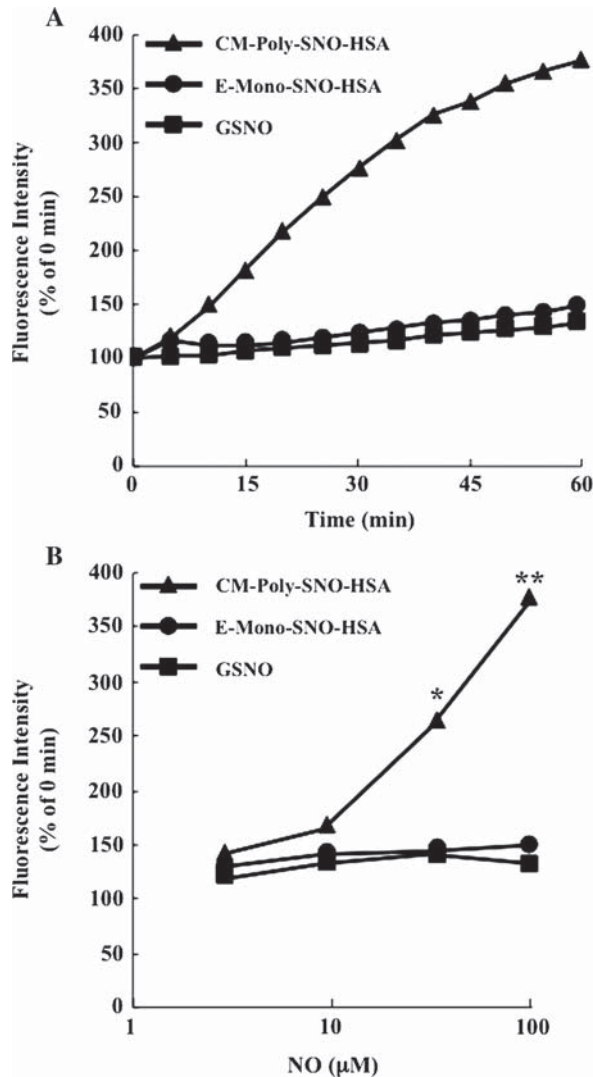 A
400
350
300
250
200
150
100
50
0
CM-Poly-SNO-HSA
E-Mono-SNO-HSA
GSNO
Fluorescence Intensity
(% of 0 min)
0 15 30 45 60
Time (min)
B
400
350
300
250
200
150
100
50
0
CM-Poly-SNO-HSA
E-Mono-SNO-HSA
GSNO
*
**
Fluorescence Intensity
(% of 0 min)
1 10 100
NO (μM)